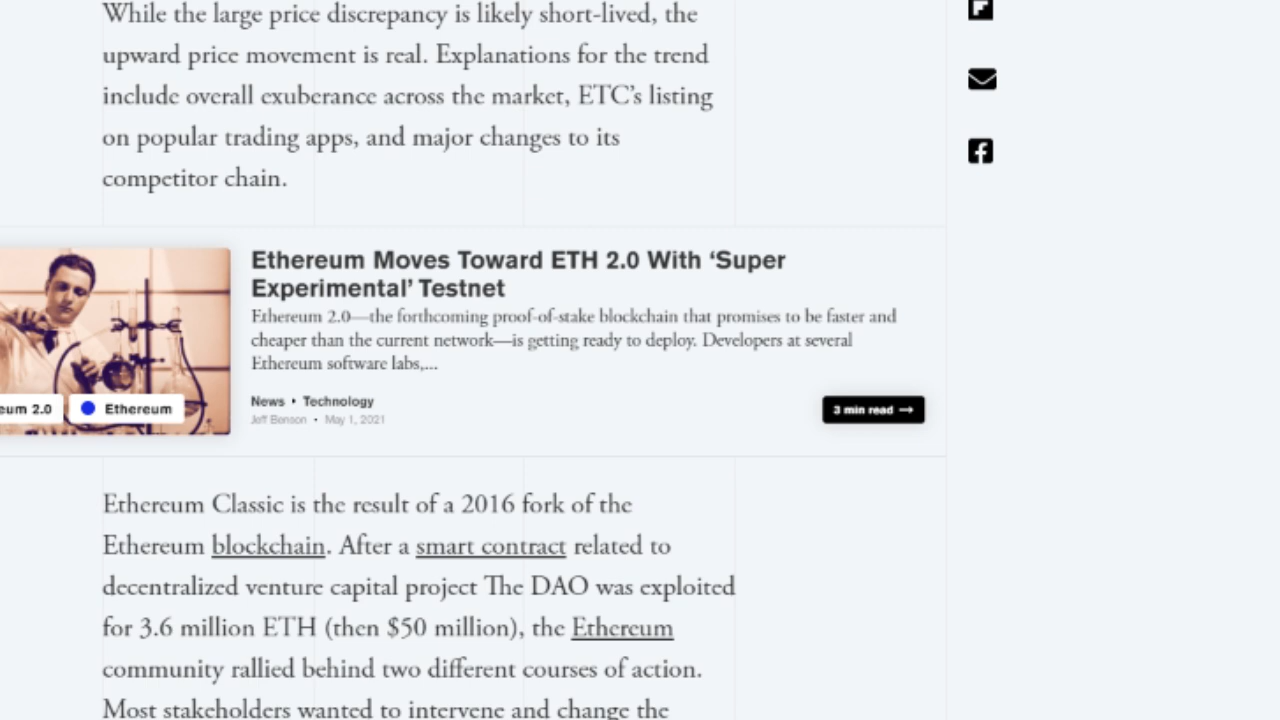 While the large price discrepancy is likely short-lived, the
upward price movement is real. Explanations for the trend
include overall exuberance across the market, ETC’s listing
on popular trading apps, and major changes to its
competitor chain.
Ethereum Moves Toward ETH 2.0 With ‘Super
Experimental’ Testnet
Ethereum 2.0—the forthcoming proof-of-stake blockchain that promises to be faster and
cheaper than the current network—is getting ready to deploy. Developers at several
Ethereum software labs,...
eum 2.0
Ethereum
News • Technology
Jeff Benson • May 1, 2021
3 min read →
Ethereum Classic is the result of a 2016 fork of the
Ethereum blockchain. After a smart contract related to
decentralized venture capital project The DAO was exploited
for 3.6 million ETH (then $50 million), the Ethereum
community rallied behind two different courses of action.
Most stakeholders wanted to intervene and change the